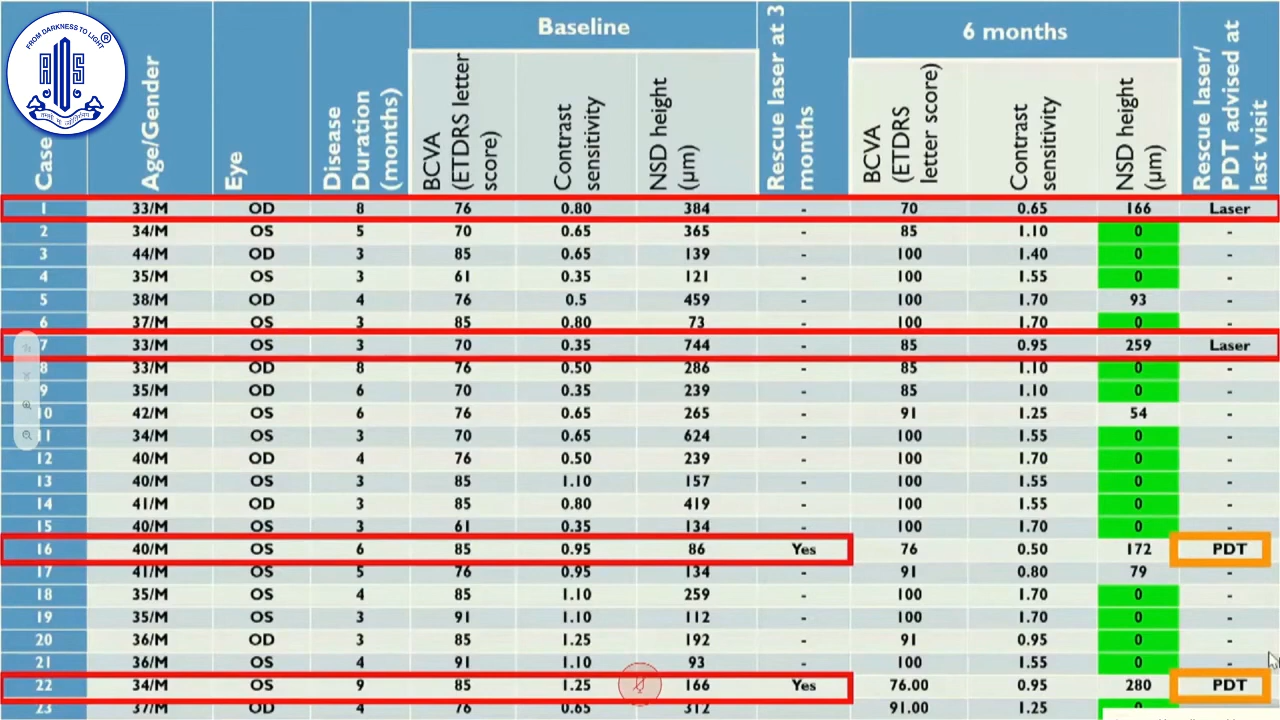 FROM DARKNESS TO LIGHT
®
Baseline
6 months
Case
Age/Gender
Eye
Disease Duration (months)
BCVA (ETDRS letter score)
Contrast sensitivity
NSD height (µm)
Rescue laser at 3 months
BCVA (ETDRS letter score)
Contrast sensitivity
NSD height (µm)
Rescue laser/ PDT advised at last visit
1 33/M OD 8 76 0.80 384 - 70 0.65 166 Laser
2 34/M OS 5 70 0.65 365 - 85 1.10 0 -
3 44/M OD 3 85 0.65 139 - 100 1.40 0 -
4 35/M OS 3 61 0.35 121 - 100 1.55 0 -
5 38/M OD 4 76 0.5 459 - 100 1.70 93 -
6 37/M OS 3 85 0.80 73 - 100 1.70 0 -
7 33/M OS 3 70 0.35 744 - 85 0.95 259 Laser
8 33/M OD 8 76 0.50 286 - 85 1.10 0 -
9 35/M OD 6 70 0.35 239 - 85 1.10 0 -
10 42/M OS 6 76 0.65 265 - 91 1.25 54 -
11 34/M OS 3 70 0.65 624 - 100 1.55 0 -
12 40/M OD 4 76 0.50 239 - 100 1.70 0 -
13 40/M OS 3 85 1.10 157 - 100 1.55 0 -
14 41/M OD 3 85 0.80 419 - 100 1.55 0 -
15 40/M OS 3 61 0.35 134 - 100 1.70 0 -
16 40/M OS 6 85 0.95 86 Yes 76 0.50 172 PDT
17 41/M OS 5 76 0.95 134 - 91 0.80 79 -
18 35/M OS 4 85 1.10 259 - 100 1.70 0 -
19 35/M OS 3 91 1.10 112 - 100 1.70 0 -
20 36/M OD 3 85 1.25 192 - 91 0.95 0 -
21 36/M OS 4 91 1.10 93 - 100 1.55 0 -
22 34/M OS 9 85 1.25 166 Yes 76.00 0.95 280 PDT
23 37/M OD 4 76 0.65 312 - 91.00 1.25 0